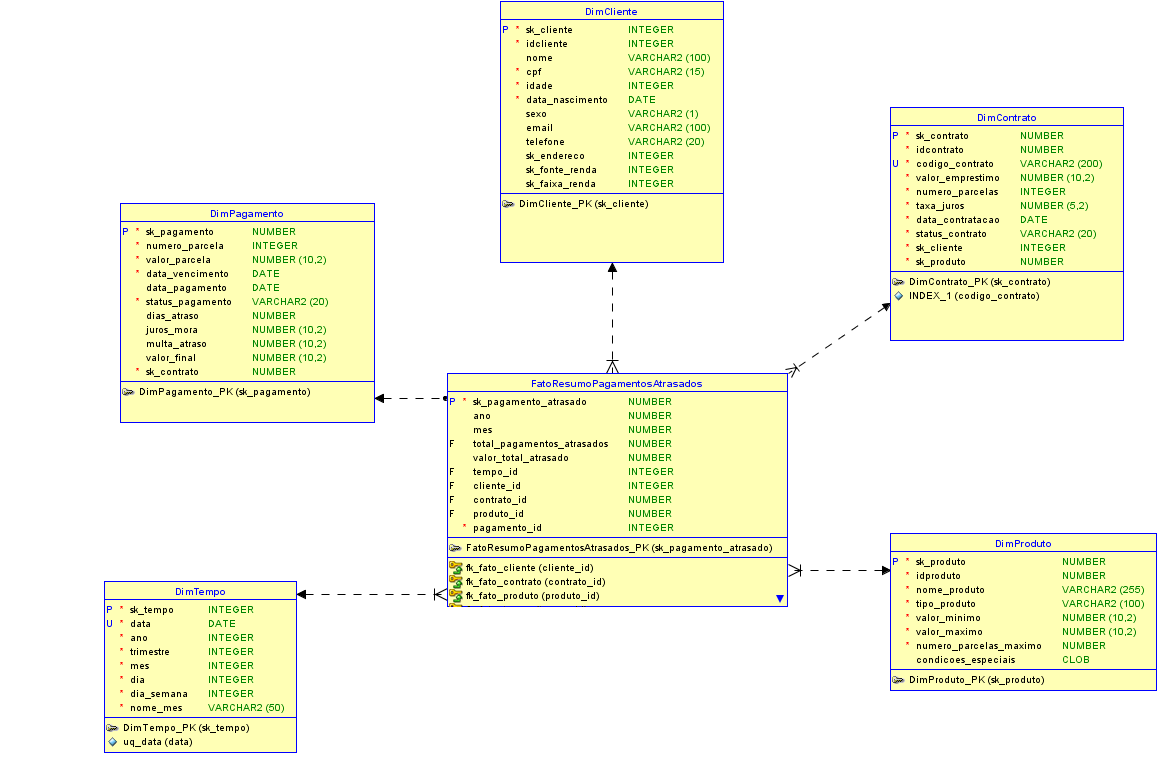 DimCliente
P * sk_cliente INTEGER
* idcliente INTEGER
nome VARCHAR2 (100)
* cpf VARCHAR2 (15)
* idade INTEGER
* data_nascimento DATE
sexo VARCHAR2 (1)
email VARCHAR2 (100)
telefone VARCHAR2 (20)
sk_endereco INTEGER
sk_fonte_renda INTEGER
sk_faixa_renda INTEGER
DimCliente_PK (sk_cliente)
DimContrato
P * sk_contrato NUMBER
* idcontrato NUMBER
U * codigo_contrato VARCHAR2 (200)
* valor_emprestimo NUMBER (10,2)
* numero_parcelas INTEGER
* taxa_juros NUMBER (5,2)
* data_contratacao DATE
* status_contrato VARCHAR2 (20)
* sk_cliente INTEGER
* sk_produto NUMBER
DimContrato_PK (sk_contrato)
INDEX_1 (codigo_contrato)
DimPagamento
P * sk_pagamento NUMBER
* numero_parcela INTEGER
* valor_parcela NUMBER (10,2)
* data_vencimento DATE
data_pagamento DATE
* status_pagamento VARCHAR2 (20)
dias_atraso NUMBER
juros_mora NUMBER (10,2)
multa_atraso NUMBER (10,2)
valor_final NUMBER (10,2)
* sk_contrato NUMBER
DimPagamento_PK (sk_pagamento)
FatoResumoPagamentosAtrasados
P * sk_pagamento_atrasado NUMBER
ano NUMBER
mes NUMBER
F total_pagamentos_atrasados NUMBER
valor_total_atrasado NUMBER
F tempo_id INTEGER
F cliente_id INTEGER
F contrato_id NUMBER
F produto_id NUMBER
* pagamento_id INTEGER
FatoResumoPagamentosAtrasados_PK (sk_pagamento_atrasado)
fk_fato_cliente (cliente_id)
fk_fato_contrato (contrato_id)
fk_fato_produto (produto_id)
DimProduto
P * sk_produto NUMBER
* idproduto NUMBER
* nome_produto VARCHAR2 (255)
* tipo_produto VARCHAR2 (100)
* valor_minimo NUMBER (10,2)
* valor_maximo NUMBER (10,2)
* numero_parcelas_maximo NUMBER
condicoes_especiais CLOB
DimProduto_PK (sk_produto)
DimTempo
P * sk_tempo INTEGER
U * data DATE
* ano INTEGER
* trimestre INTEGER
* mes INTEGER
* dia INTEGER
* dia_semana INTEGER
* nome_mes VARCHAR2 (50)
DimTempo_PK (sk_tempo)
uq_data (data)